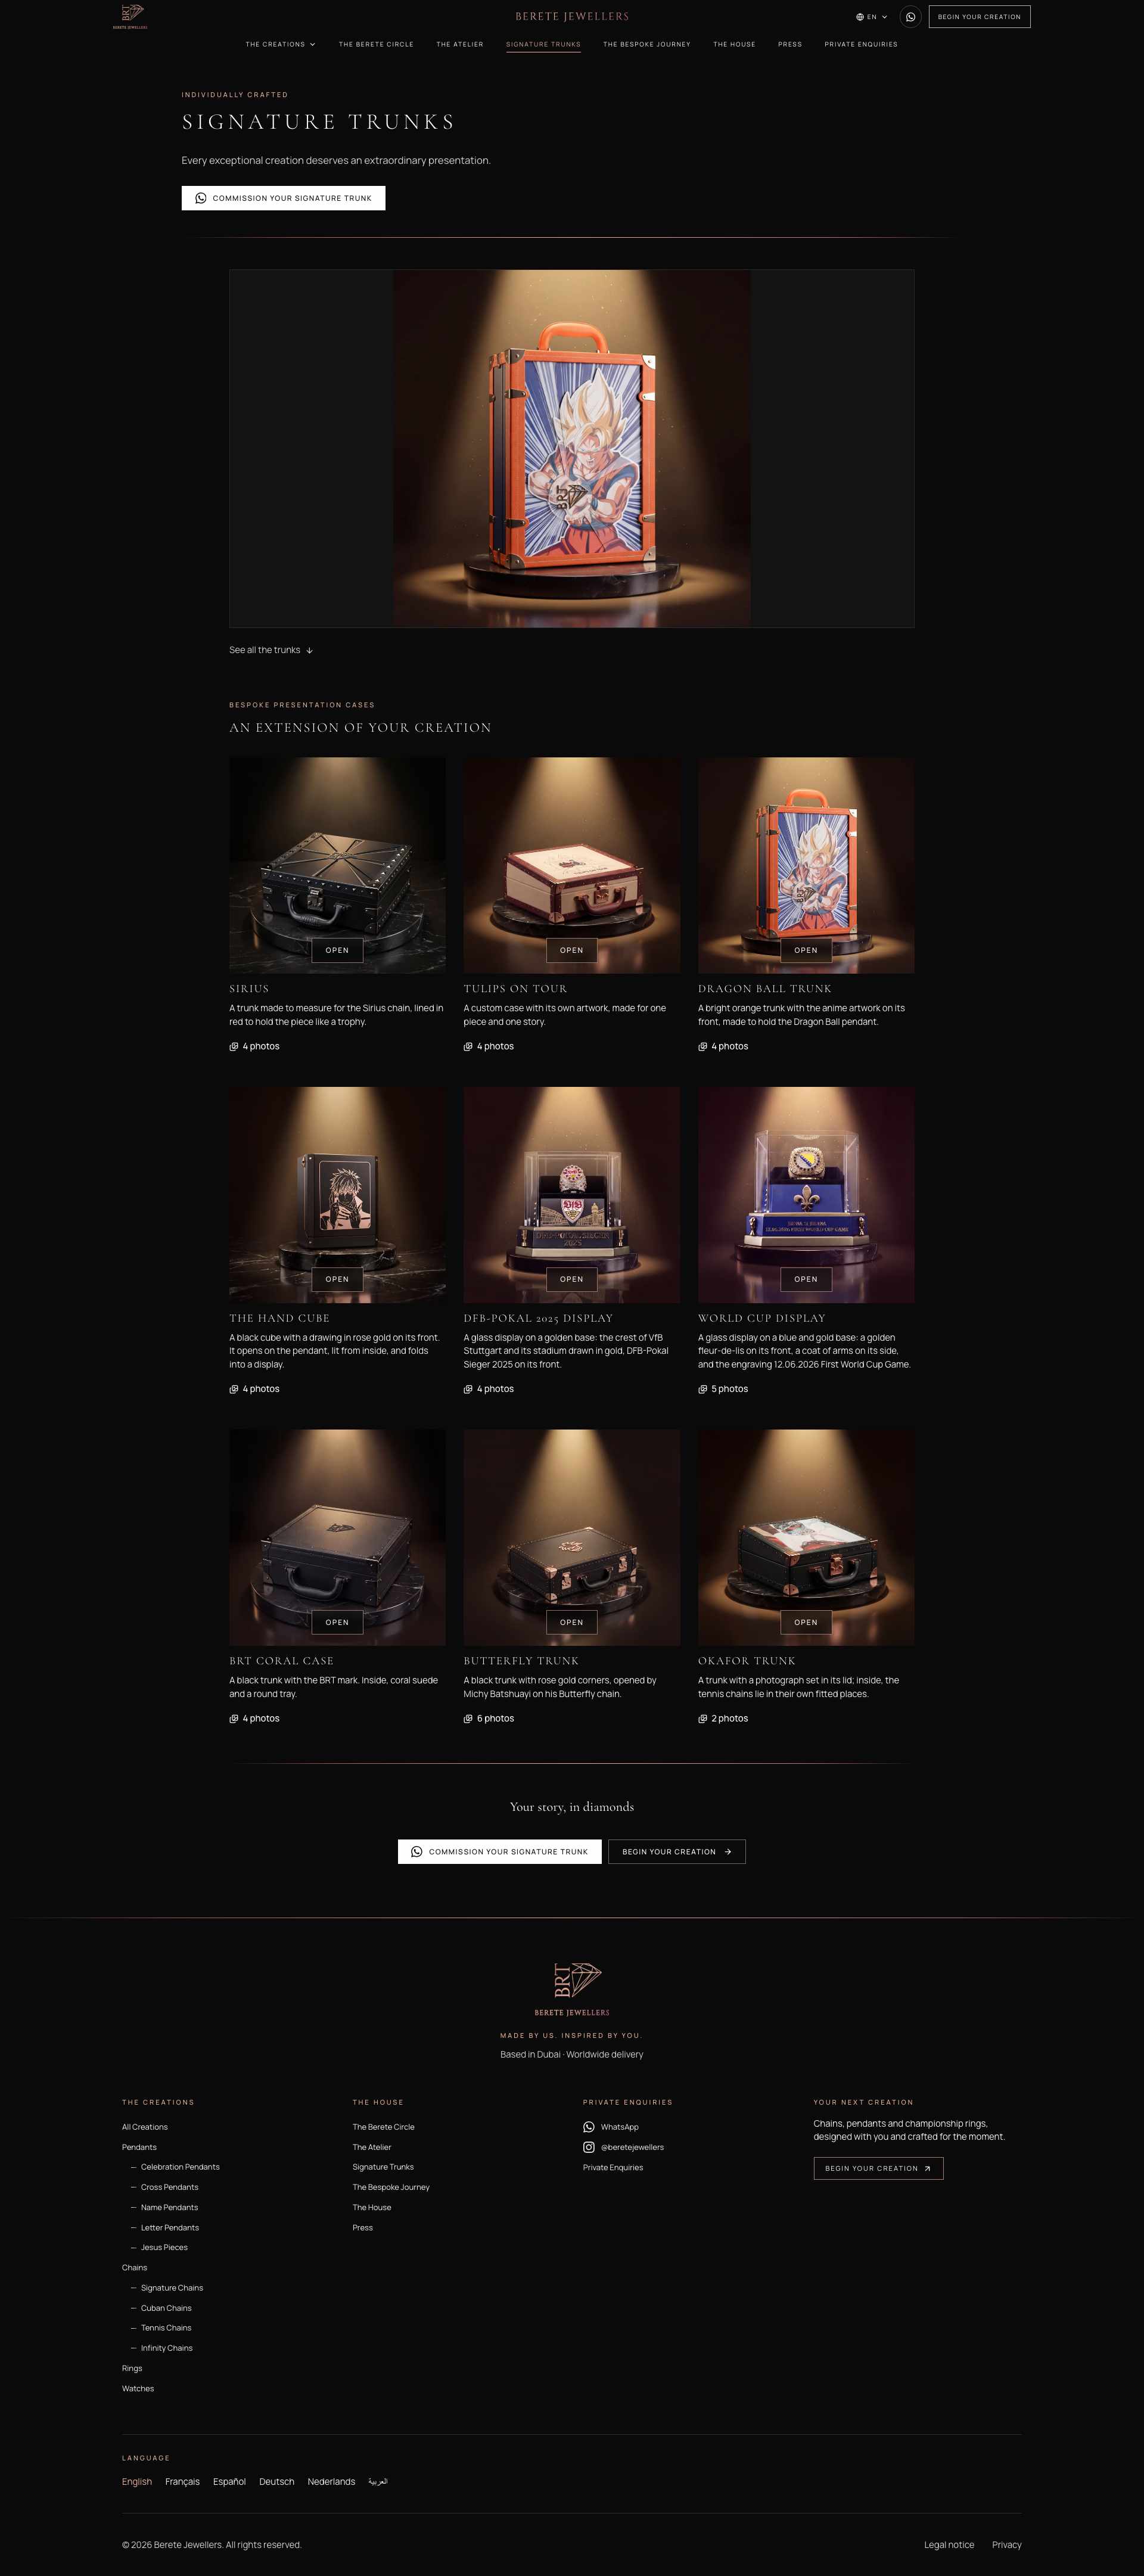 BRT
BERETE JEWELLERS
BERETE JEWELLERS
EN
BEGIN YOUR CREATION
THE CREATIONS
THE BERETE CIRCLE
THE ATELIER
SIGNATURE TRUNKS
THE BESPOKE JOURNEY
THE HOUSE
PRESS
PRIVATE ENQUIRIES
INDIVIDUALLY CRAFTED
SIGNATURE TRUNKS
Every exceptional creation deserves an extraordinary presentation.
COMMISSION YOUR SIGNATURE TRUNK
BRT
See all the trunks
BESPOKE PRESENTATION CASES
AN EXTENSION OF YOUR CREATION
OPEN
OPEN
BRT
OPEN
SIRIUS
A trunk made to measure for the Sirius chain, lined in
red to hold the piece like a trophy.
4 photos
TULIPS ON TOUR
A custom case with its own artwork, made for one
piece and one story.
4 photos
DRAGON BALL TRUNK
A bright orange trunk with the anime artwork on its
front, made to hold the Dragon Ball pendant.
4 photos
OPEN
DFB-POKAL SIEGER
2025
OPEN
OPEN
THE HAND CUBE
A black cube with a drawing in rose gold on its front.
It opens on the pendant, lit from inside, and folds
into a display.
4 photos
DFB-POKAL 2025 DISPLAY
A glass display on a golden base: the crest of VfB
Stuttgart and its stadium drawn in gold, DFB-Pokal
Sieger 2025 on its front.
4 photos
WORLD CUP DISPLAY
A glass display on a blue and gold base: a golden
fleur-de-lis on its front, a coat of arms on its side,
and the engraving 12.06.2026 First World Cup Game.
5 photos
OPEN
OPEN
OPEN
BRT CORAL CASE
A black trunk with the BRT mark. Inside, coral suede
and a round tray.
4 photos
BUTTERFLY TRUNK
A black trunk with rose gold corners, opened by
Michy Batshuayi on his Butterfly chain.
6 photos
OKAFOR TRUNK
A trunk with a photograph set in its lid; inside, the
tennis chains lie in their own fitted places.
2 photos
Your story, in diamonds
COMMISSION YOUR SIGNATURE TRUNK
BEGIN YOUR CREATION
BRT
BERETE JEWELLERS
MADE BY US. INSPIRED BY YOU.
Based in Dubai · Worldwide delivery
THE CREATIONS
All Creations
Pendants
— Celebration Pendants
— Cross Pendants
— Name Pendants
— Letter Pendants
— Jesus Pieces
Chains
— Signature Chains
— Cuban Chains
— Tennis Chains
— Infinity Chains
Rings
Watches
THE HOUSE
The Berete Circle
The Atelier
Signature Trunks
The Bespoke Journey
The House
Press
PRIVATE ENQUIRIES
WhatsApp
@beretejewellers
Private Enquiries
YOUR NEXT CREATION
Chains, pendants and championship rings,
designed with you and crafted for the moment.
BEGIN YOUR CREATION
LANGUAGE
English
Français
Español
Deutsch
Nederlands
العربية
© 2026 Berete Jewellers. All rights reserved.
Legal notice
Privacy